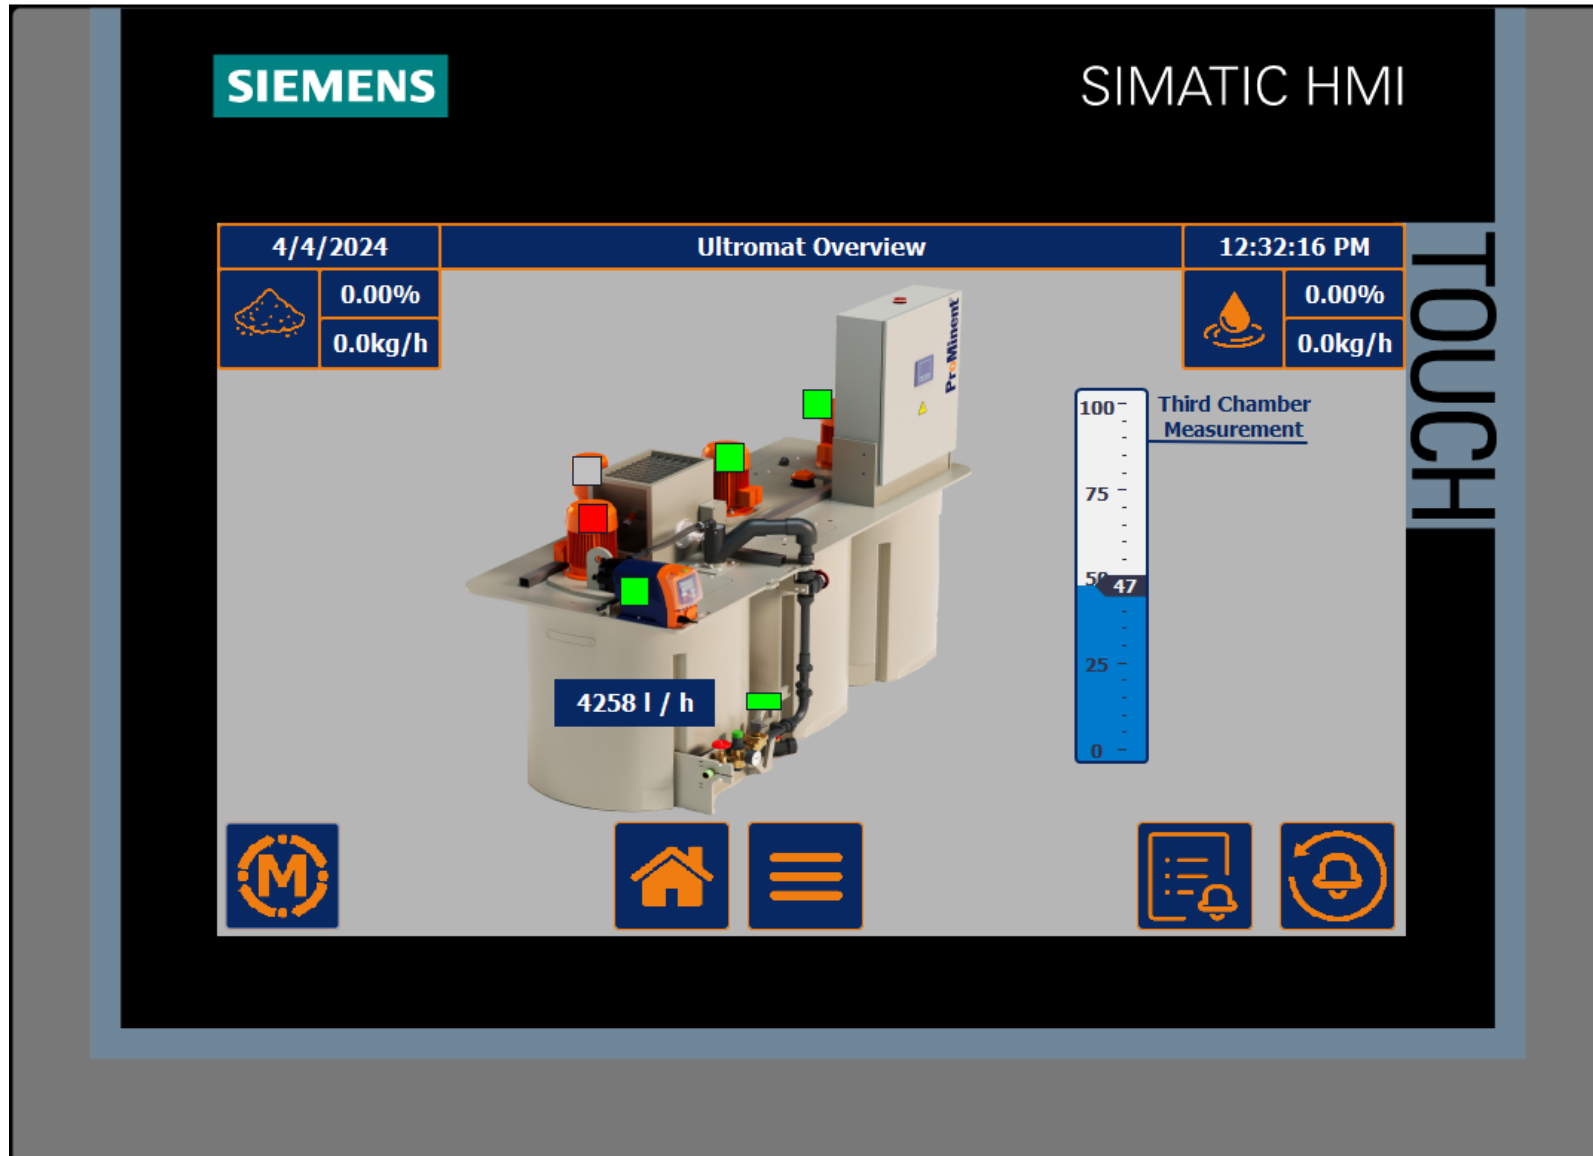 SIEMENS
SIMATIC HMI
TOUCH
4/4/2024
Ultromat Overview
12:32:16 PM
0.00%
0.0kg/h
0.00%
0.0kg/h
ProMinent
100
75
50
47
25
0
Third Chamber
Measurement
4258 l / h
M